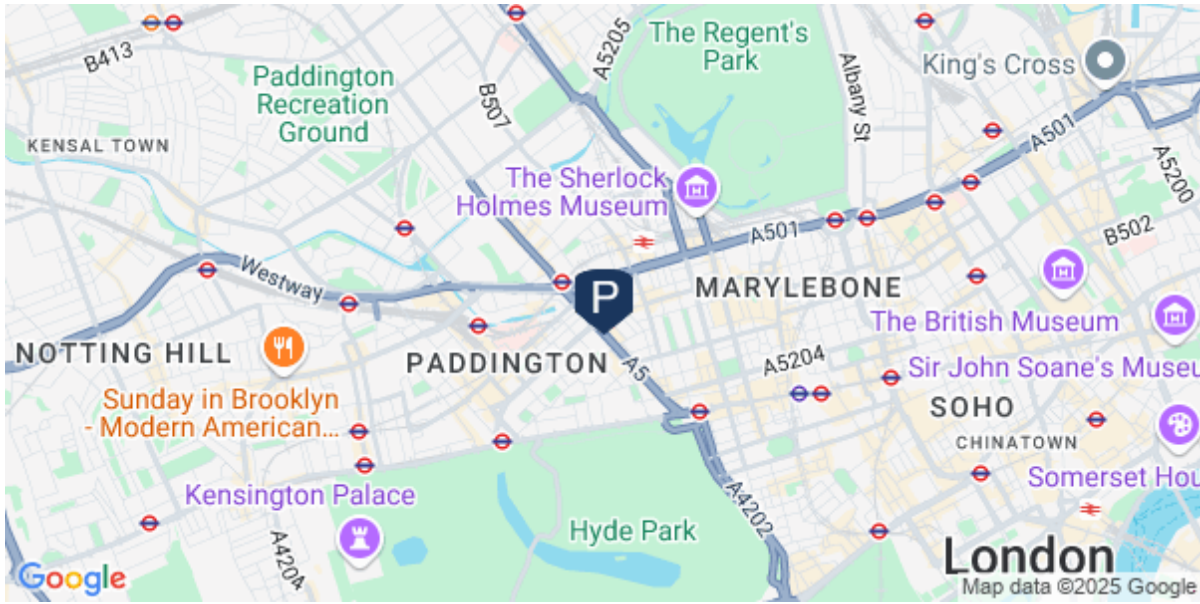 B413
A5205
The Regent's
Park
King's Cross
Paddington
Recreation
Ground
B507
Albany St
A501
KENSAL TOWN
A5200
The Sherlock
Holmes Museum
A501
B502
Westway
MARYLEBONE
P
The British Museum
NOTTING HILL
PADDINGTON
A5
A5204
Sir John Soane's Museu
Sunday in Brooklyn
- Modern American...
SOHO
CHINATOWN
Kensington Palace
Somerset Hou
A4202
Hyde Park
A4204
London
Google
Map data ©2025 Google